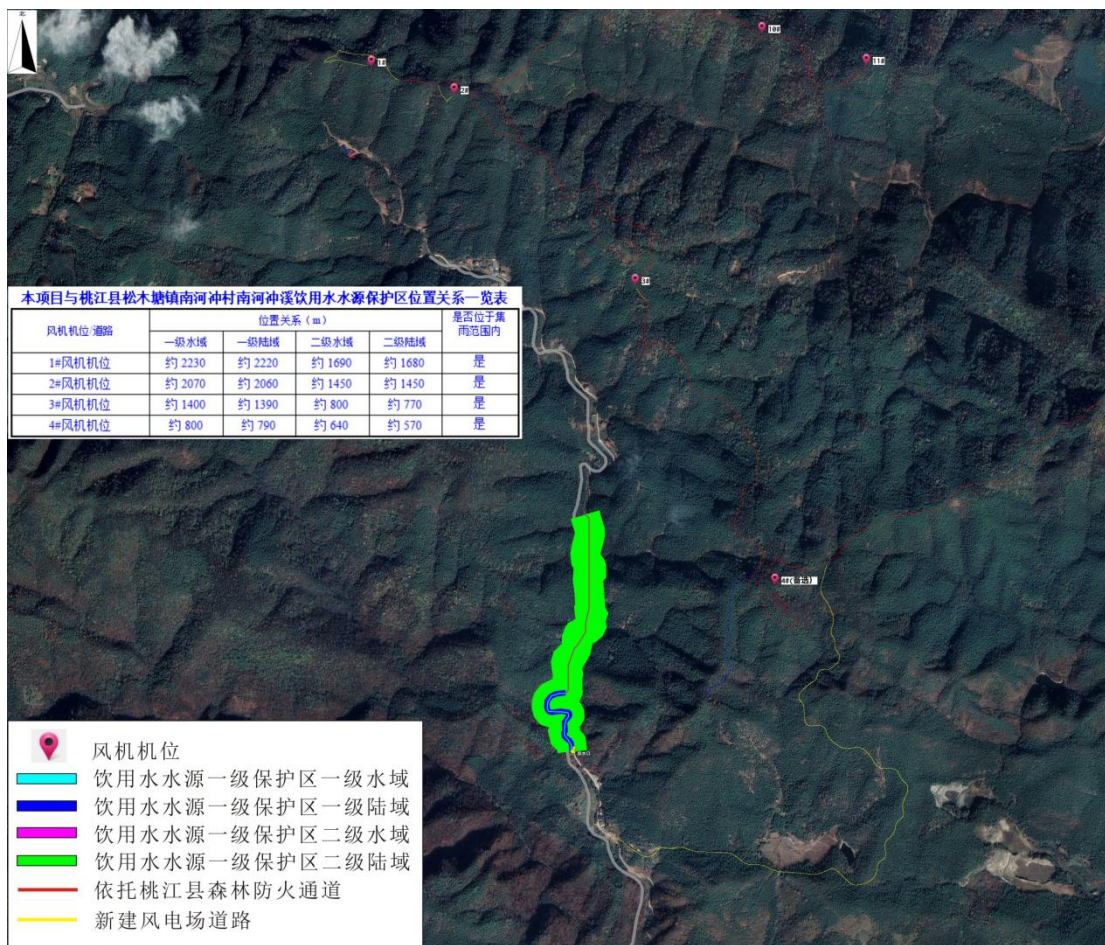 北
10#
1#
11#
2#
3#
本项目与桃江县松木塘镇南河冲村南河冲溪饮用水水源保护区位置关系一览表
风机机位/道路 位置关系（m） 是否位于集雨范围内
一级水域 一级陆域 二级水域 二级陆域
1#风机机位 约 2230 约 2220 约 1690 约 1680 是
2#风机机位 约 2070 约 2060 约 1450 约 1450 是
3#风机机位 约 1400 约 1390 约 800 约 770 是
4#风机机位 约 800 约 790 约 640 约 570 是
4#(备选)
取水口
风机机位
饮用水水源一级保护区一级水域
饮用水水源一级保护区一级陆域
饮用水水源一级保护区二级水域
饮用水水源一级保护区二级陆域
依托桃江县森林防火通道
新建风电场道路